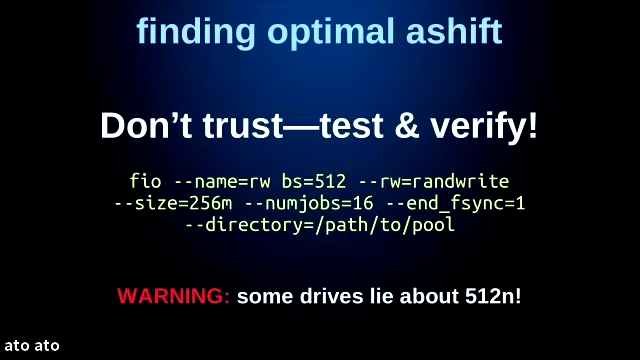 finding optimal ashift
Don’t trust—test & verify!
fio --name=rw bs=512 --rw=randwrite
--size=256m --numjobs=16 --end_fsync=1
--directory=/path/to/pool
WARNING: some drives lie about 512n!
ato ato